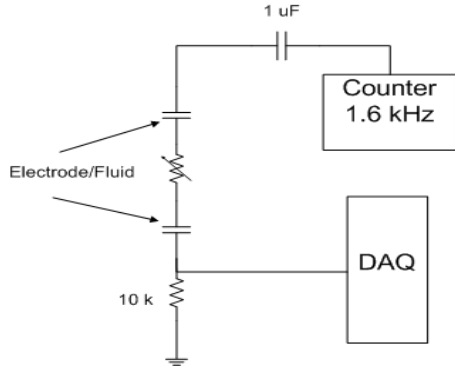 1 uF
Counter
1.6 kHz
Electrode/Fluid
DAQ
10 k